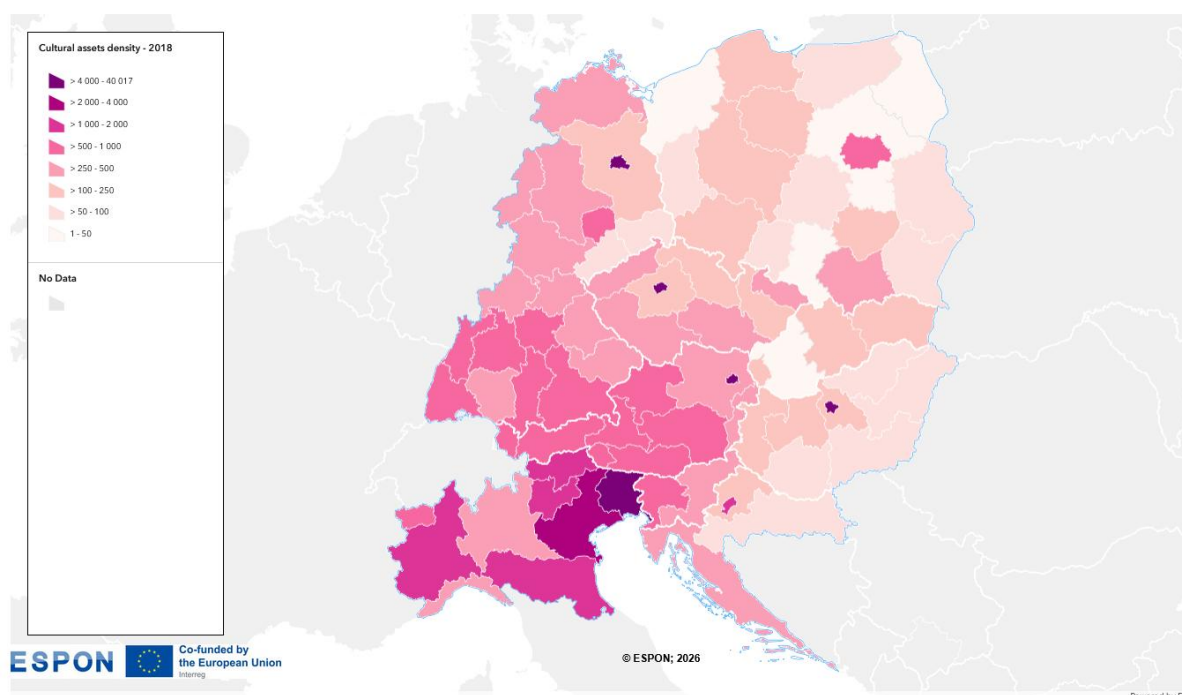 Cultural assets density - 2018
> 4 000 - 40 017
> 2 000 - 4 000
> 1 000 - 2 000
> 500 - 1 000
> 250 - 500
> 100 - 250
> 50 - 100
1 - 50
No Data
ESPON
Co-funded by
the European Union
Interreg
© ESPON; 2026